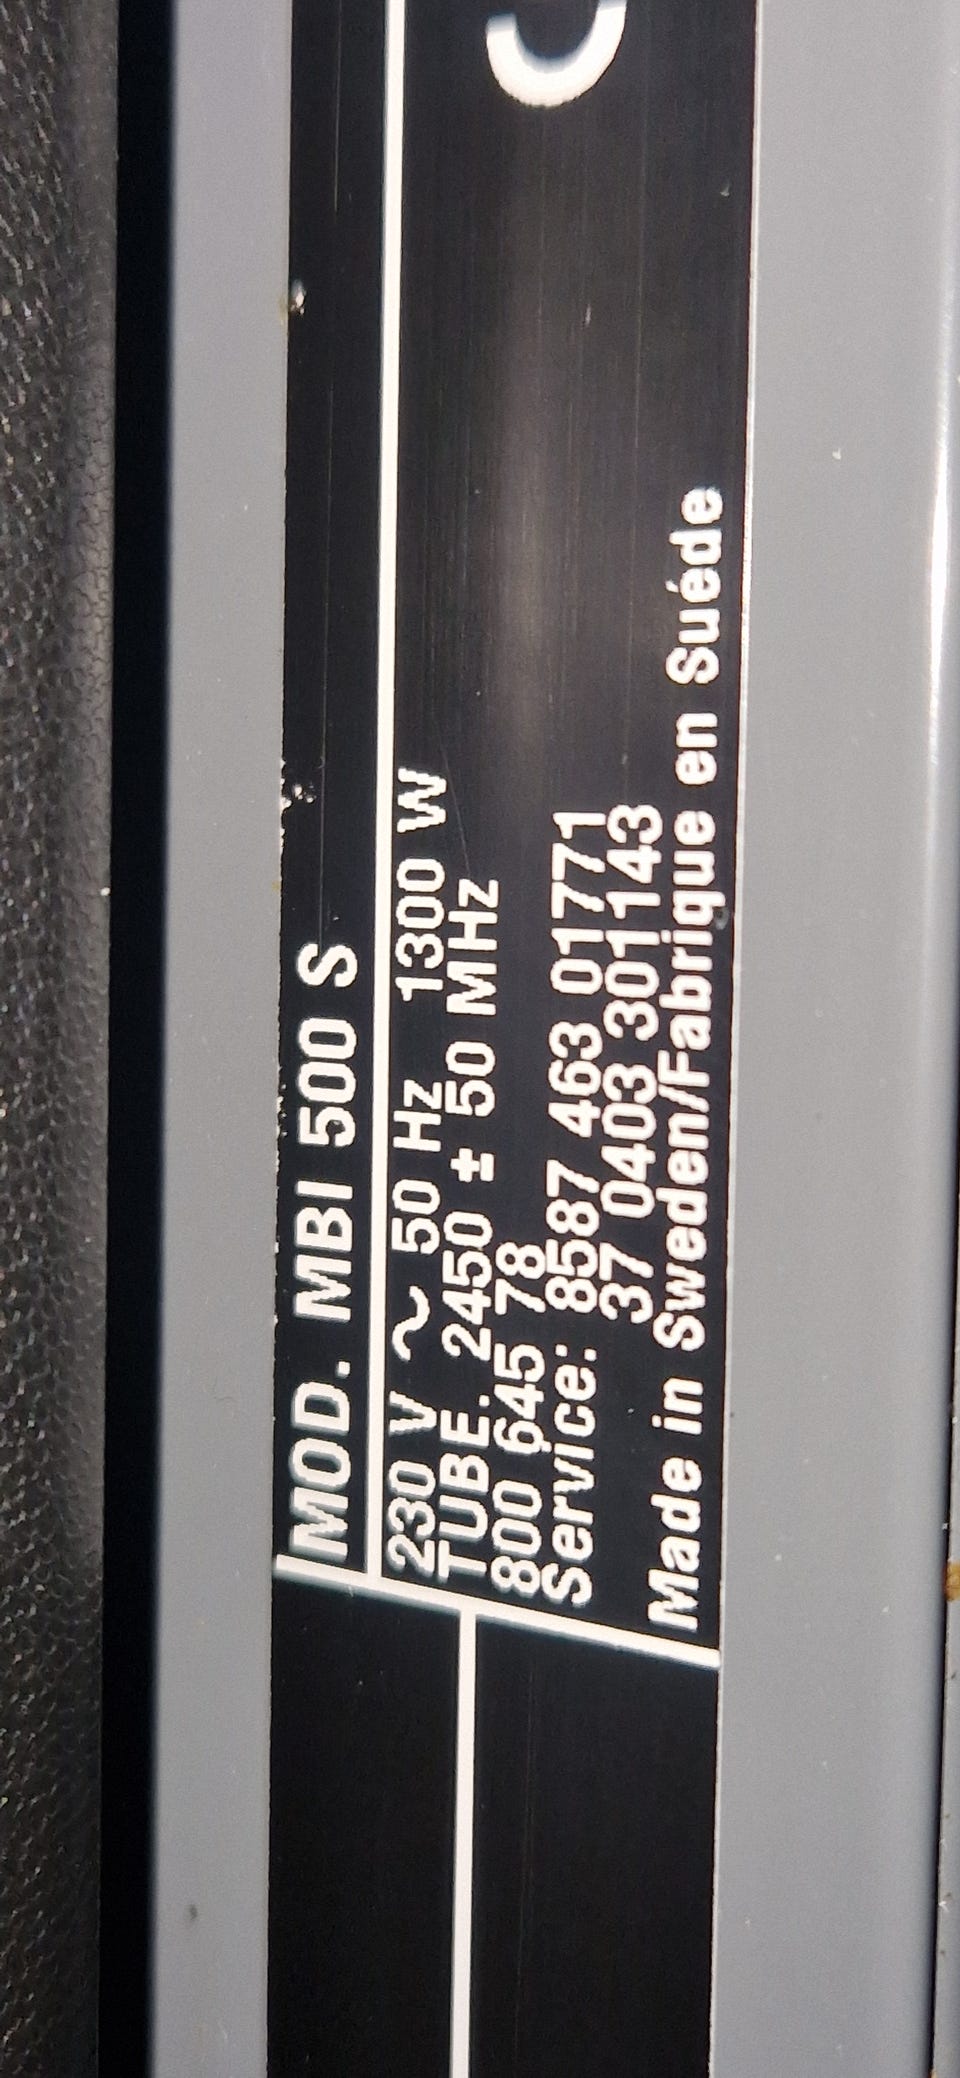 MOD. MBI 500 S
230 V ~ 50 Hz 1300 W
TUBE. 2450 ± 50 MHz
800 645 78
Service: 8587 463 01771
37 0403 301143
Made in Sweden/Fabrique en Suéde